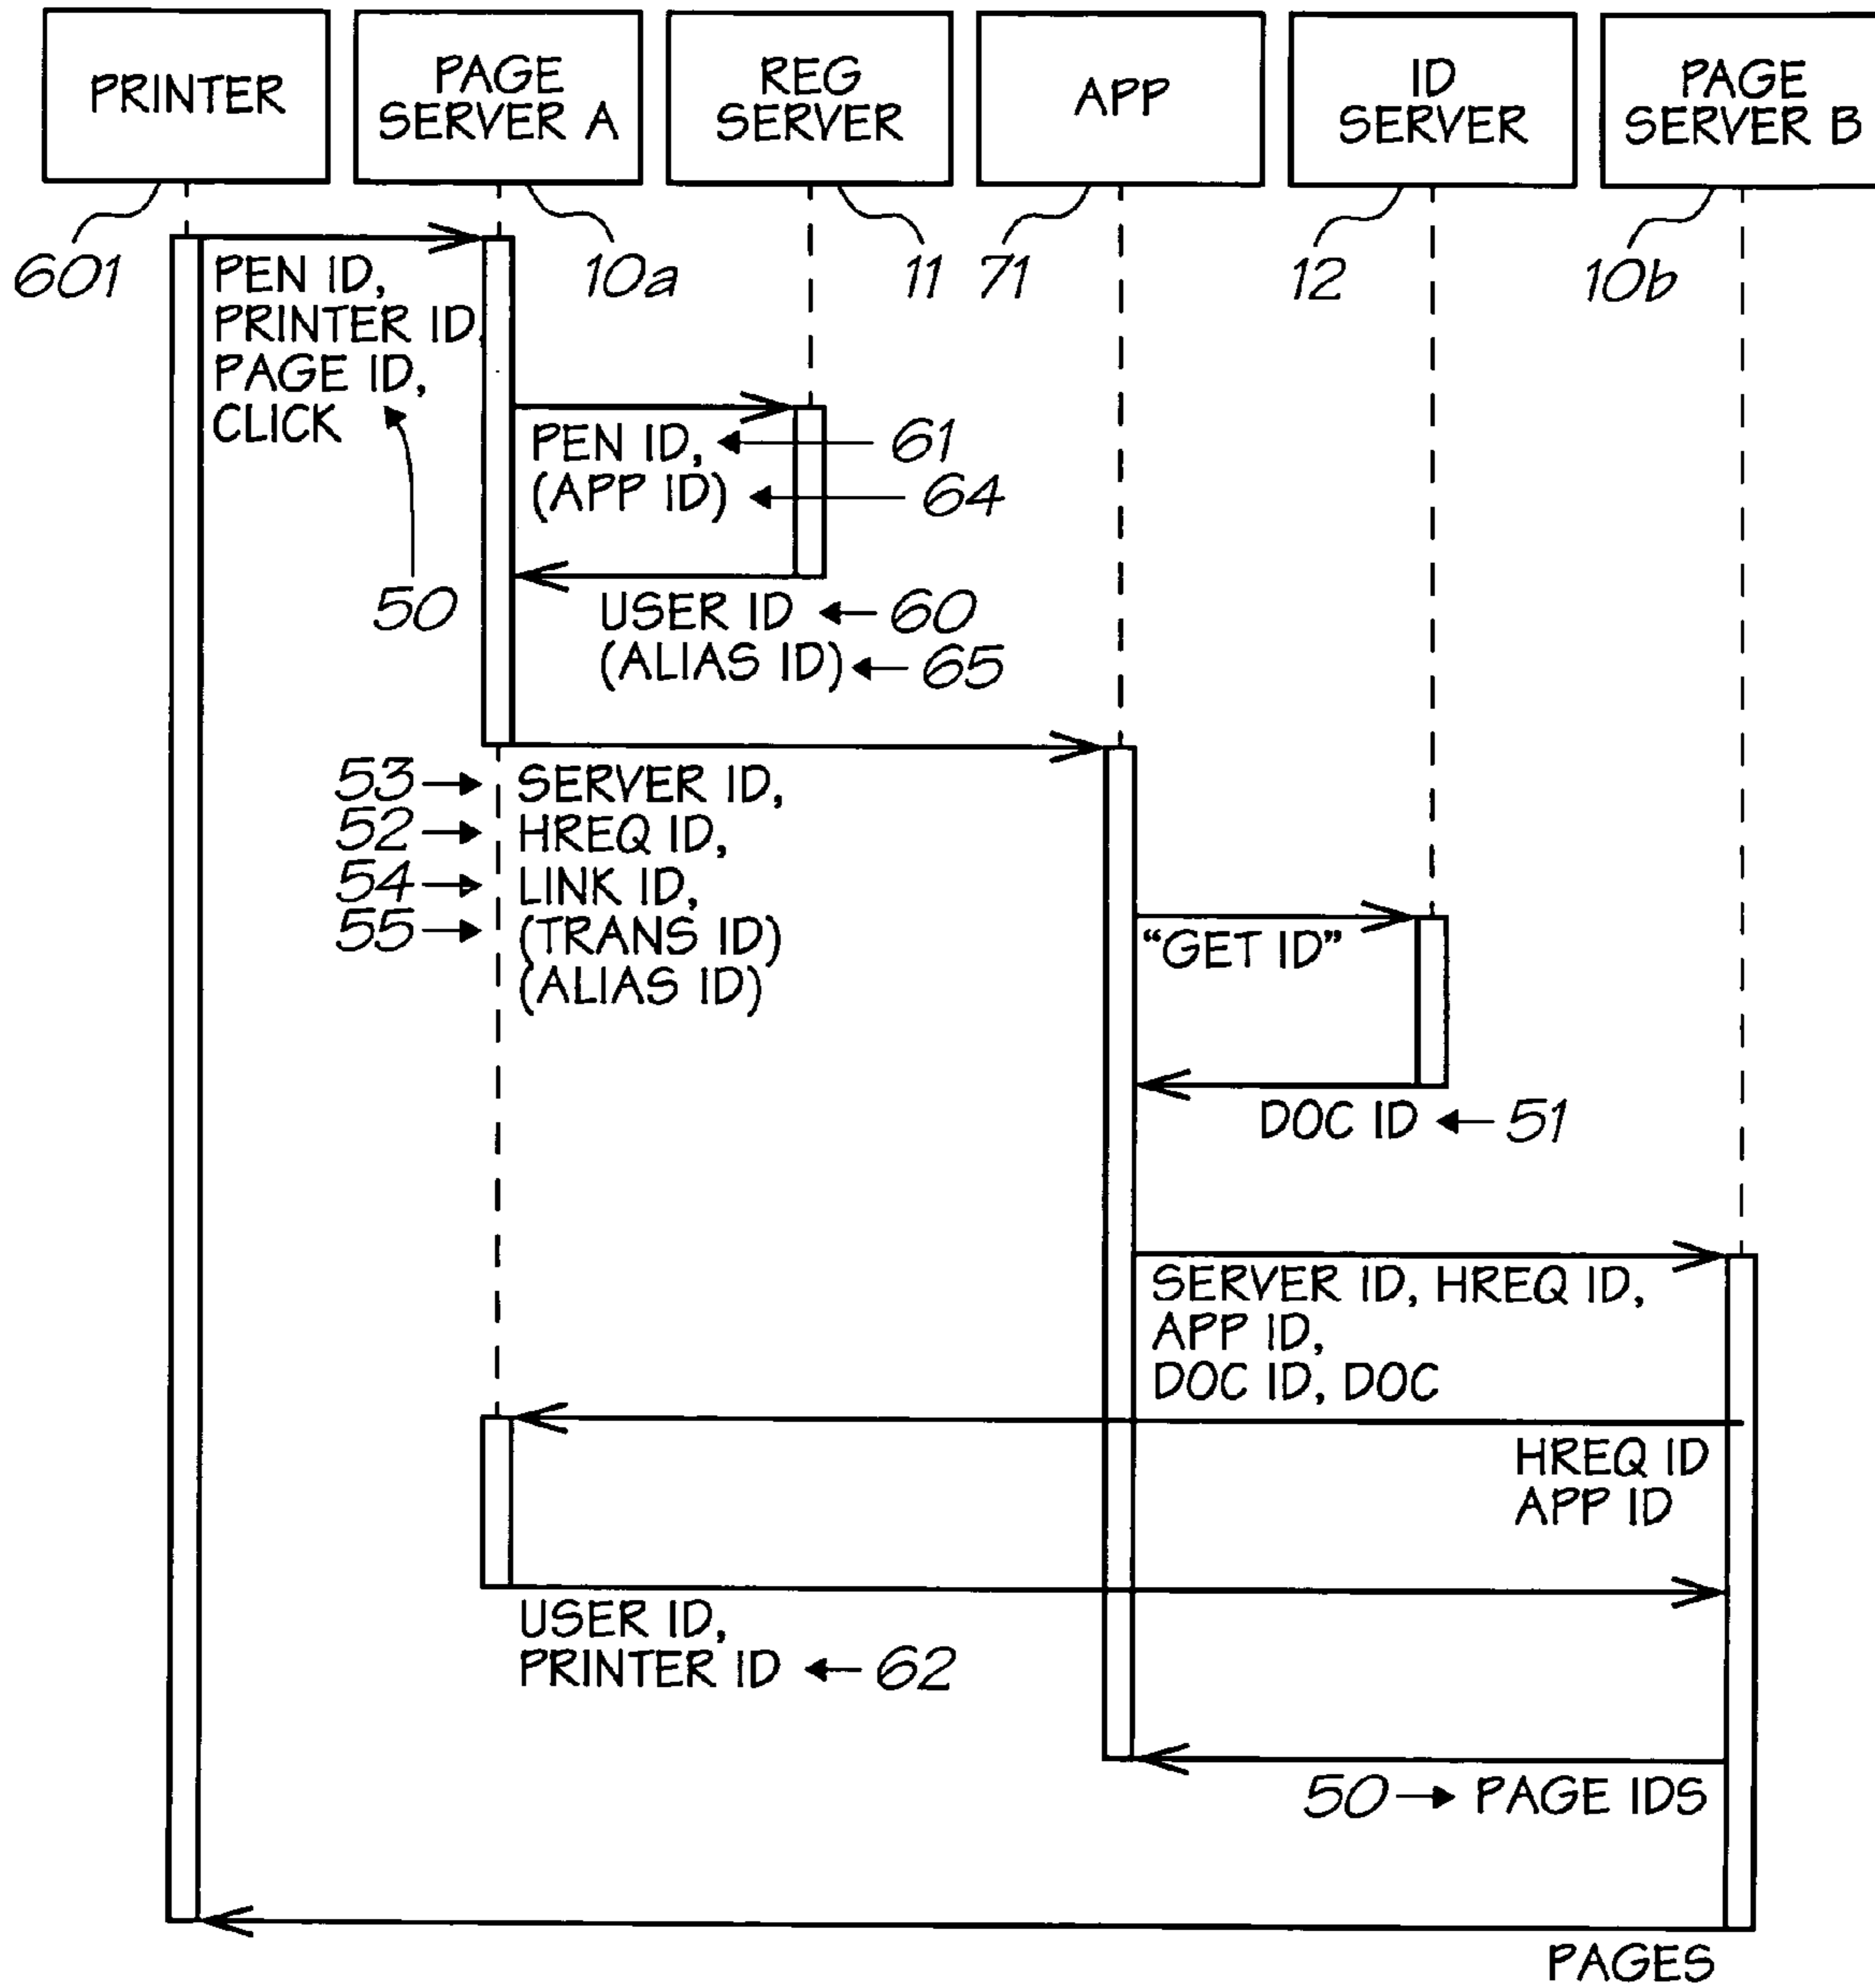 PRINTER
PAGE
SERVER A
REG
SERVER
APP
ID
SERVER
PAGE
SERVER B
601
10a
11
71
12
10b
PEN ID,
PRINTER ID
PAGE ID,
CLICK
50
PEN ID,
(APP ID)
61
64
USER ID
(ALIAS ID)
60
65
53
52
54
55
SERVER ID,
HREQ ID,
LINK ID,
(TRANS ID)
(ALIAS ID)
"GET ID"
DOC ID
51
SERVER ID, HREQ ID,
APP ID,
DOC ID, DOC
HREQ ID
APP ID
USER ID,
PRINTER ID
62
50
PAGE IDS
PAGES